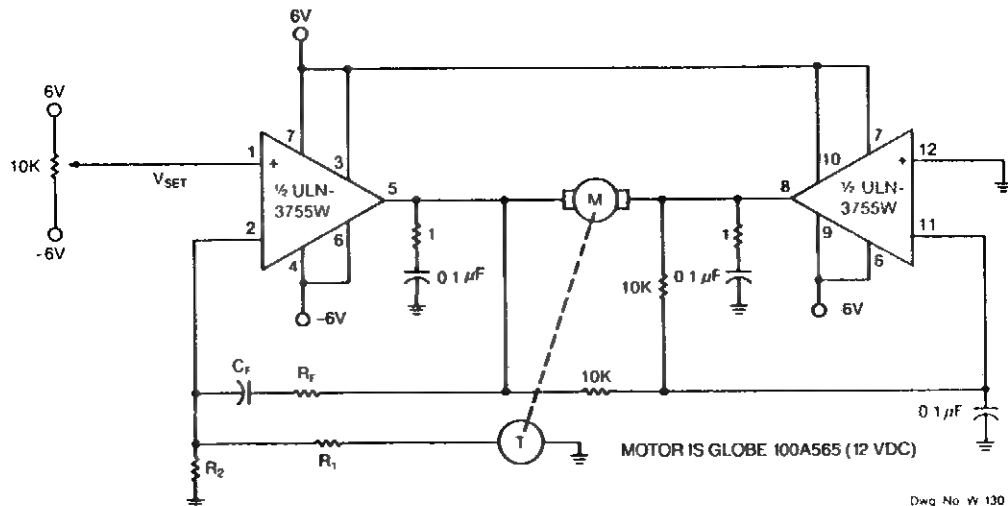 6V
6V
10K
VSET
-6V
1
+
2
7
3
½ ULN-
3755W
5
6
4
-6V
1
0.1 µF
M
8
1
0.1 µF
10K
7
10
+
12
½ ULN-
3755W
9
11
6
6V
CF
RF
10K
0.1 µF
R1
R2
T
MOTOR IS GLOBE 100A565 (12 VDC)
Dwg. No. W 130